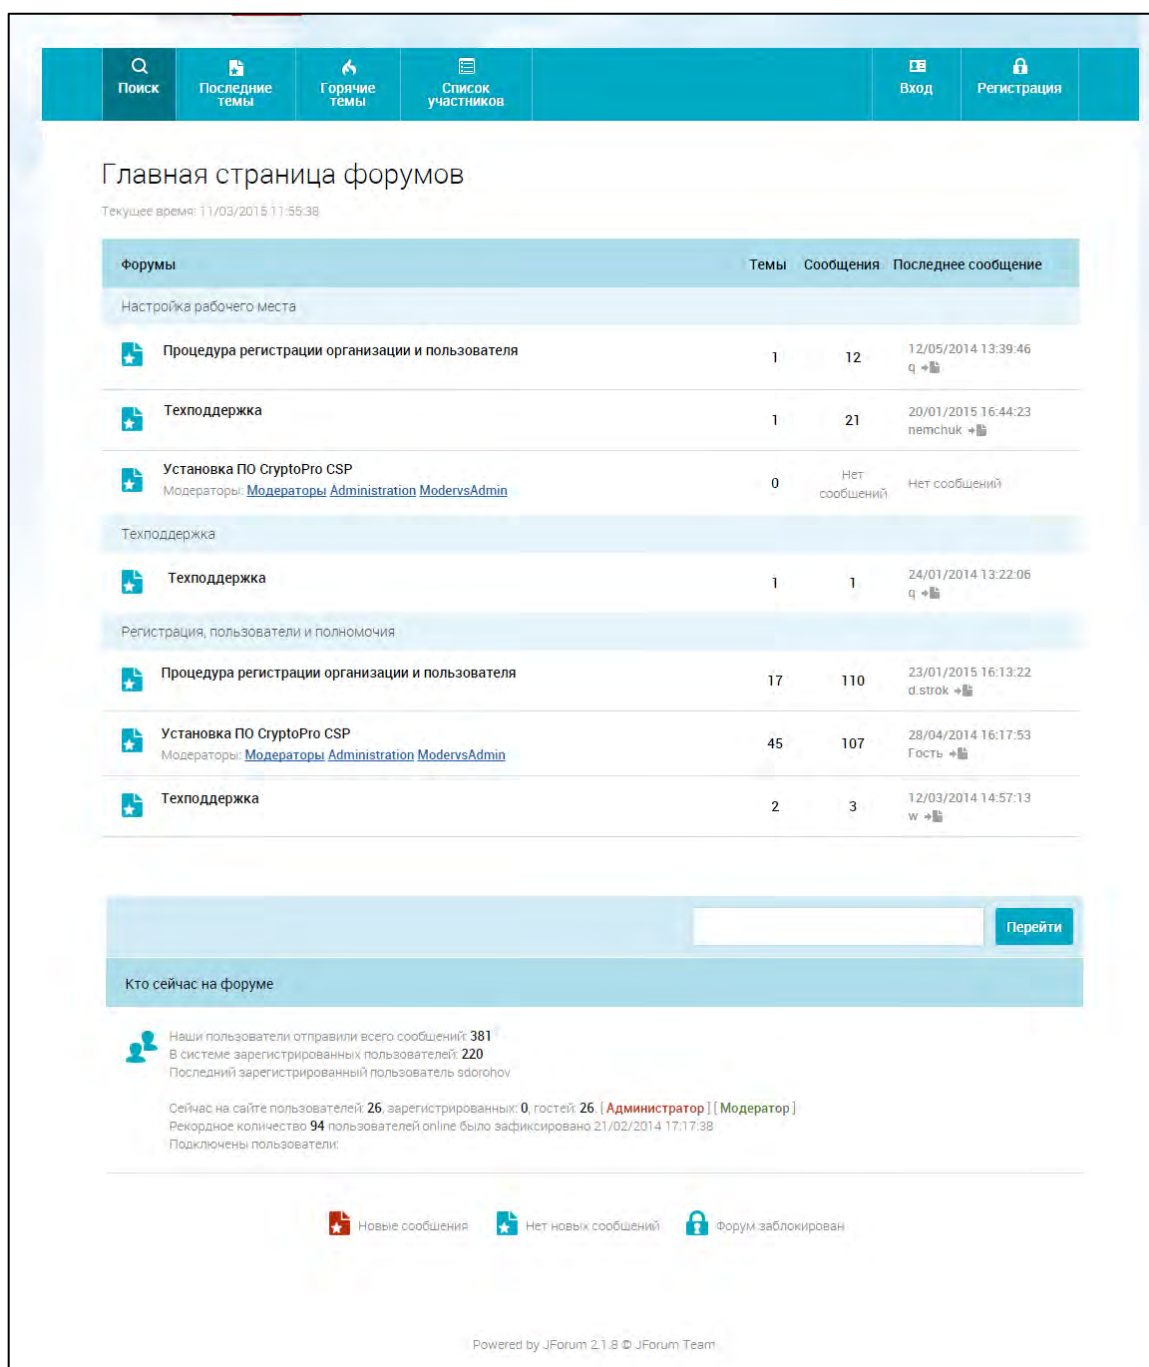 Поиск
Последние темы
Горячие темы
Список участников
Вход
Регистрация
Главная страница форумов
Текущее время: 11/03/2015 11:55:38
Форумы Темы Сообщения Последнее сообщение
Настройка рабочего места
Процедура регистрации организации и пользователя 1 12 12/05/2014 13:39:46
q
Техподдержка 1 21 20/01/2015 16:44:23
nemchuk
Установка ПО CryptoPro CSP
Модераторы: Модераторы Administration ModervsAdmin 0 Нет сообщений Нет сообщений
Техподдержка
Техподдержка 1 1 24/01/2014 13:22:06
q
Регистрация, пользователи и полномочия
Процедура регистрации организации и пользователя 17 110 23/01/2015 16:13:22
d.strok
Установка ПО CryptoPro CSP 45 107 28/04/2014 16:17:53
Модераторы: Модераторы Administration ModervsAdmin Гость
Техподдержка 2 3 12/03/2014 14:57:13
w
Перейти
Кто сейчас на форуме
Наши пользователи отправили всего сообщений: 381
В системе зарегистрированных пользователей: 220
Последний зарегистрированный пользователь sdorohov
Сейчас на сайте пользователей: 26, зарегистрированных: 0, гостей: 26. [ Администратор ] [ Модератор ]
Рекордное количество 94 пользователей online было зафиксировано 21/02/2014 17:17:38
Подключены пользователи:
Новые сообщения Нет новых сообщений Форум заблокирован
Powered by JForum 2.1.8 © JForum Team